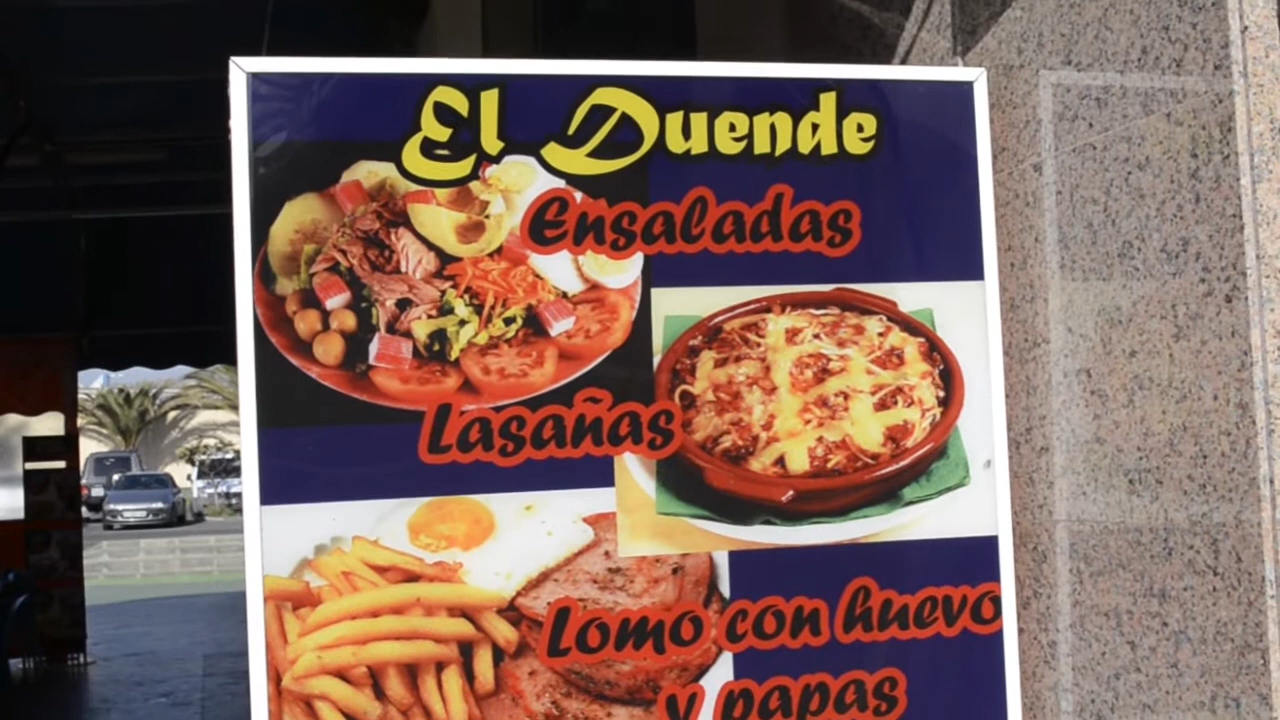 El Duende
Ensaladas
Lasañas
Lomo con huevo
y papas